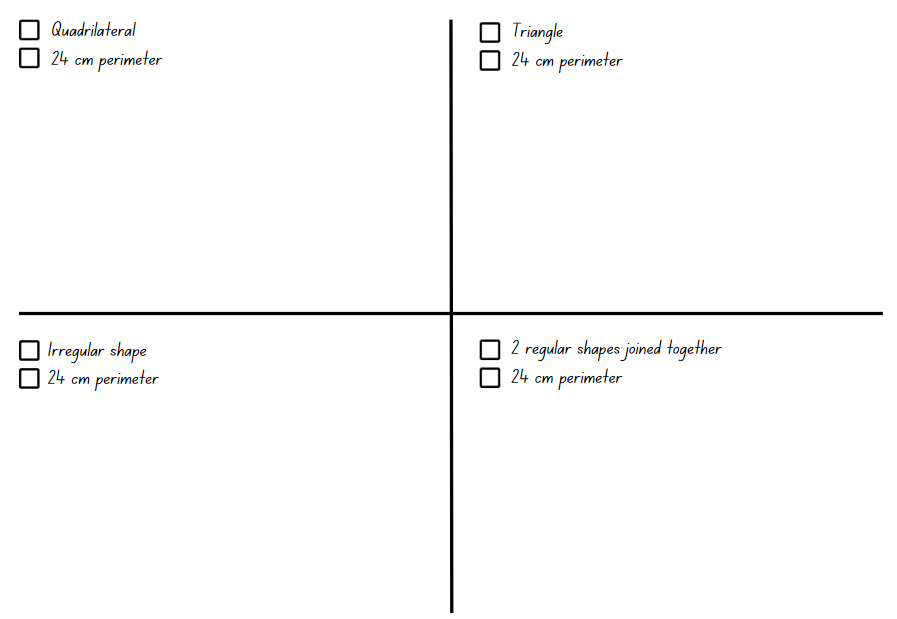 Quadrilateral
24 cm perimeter
Triangle
24 cm perimeter
Irregular shape
24 cm perimeter
2 regular shapes joined together
24 cm perimeter